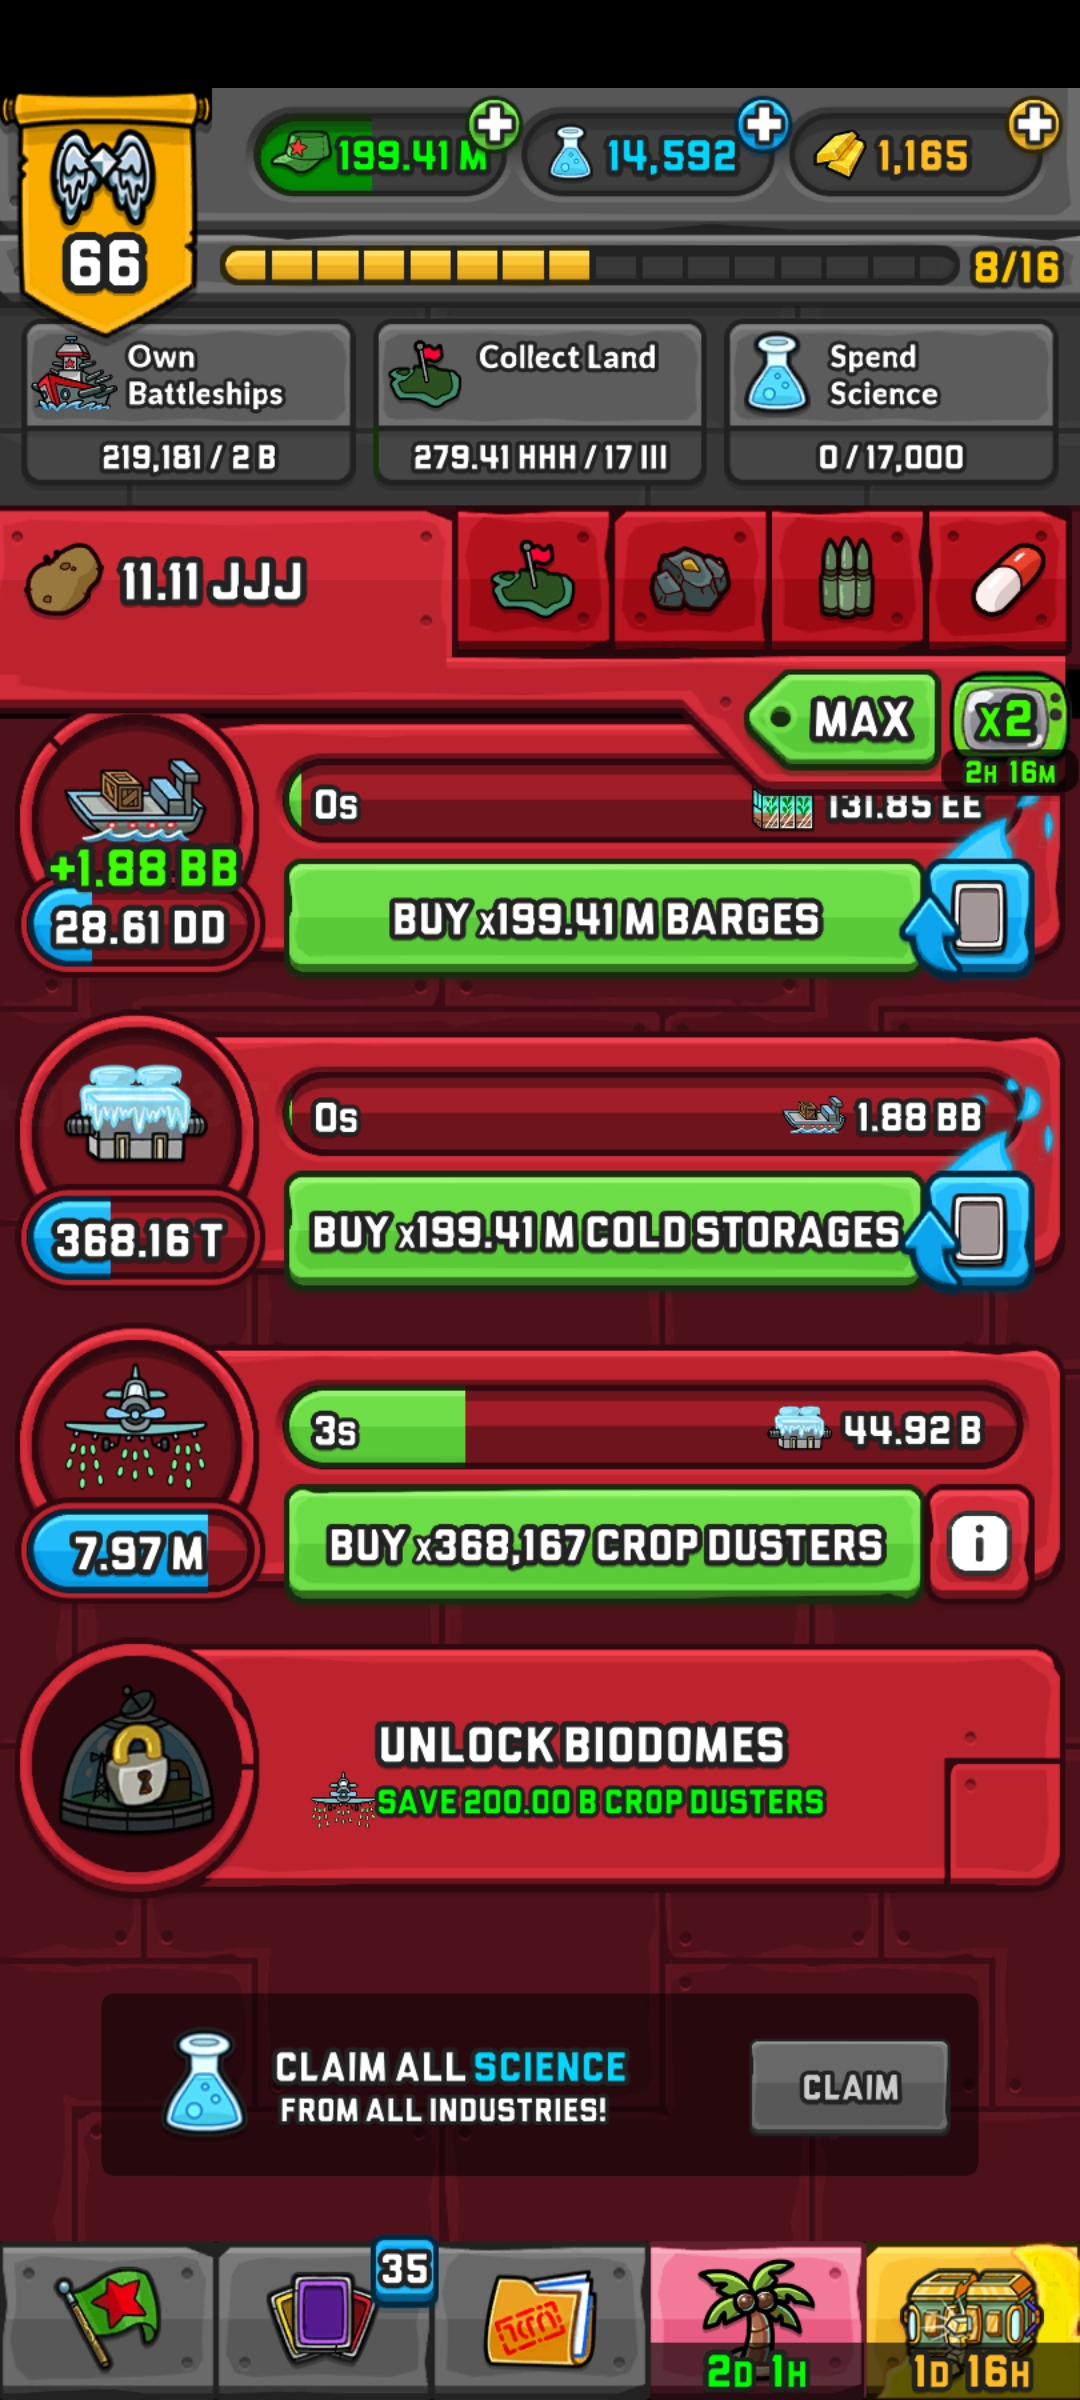 199.41 M
14,592
1,165
66
8/16
Own
Battleships
Collect Land
Spend
Science
219,181 / 2 B
279.41 HHH / 17 III
0 / 17,000
11.11 JJJ
MAX
x2
2H 16M
0s
131.85 EE
+1.88 BB
28.61 DD
BUY x199.41 M BARGES
0s
1.88 BB
368.16 T
BUY x199.41 M COLD STORAGES
3s
44.92 B
7.97 M
BUY x368,167 CROP DUSTERS
i
UNLOCK BIODOMES
SAVE 200.00 B CROP DUSTERS
CLAIM ALL SCIENCE
FROM ALL INDUSTRIES!
CLAIM
35
2D 1H
1D 16H